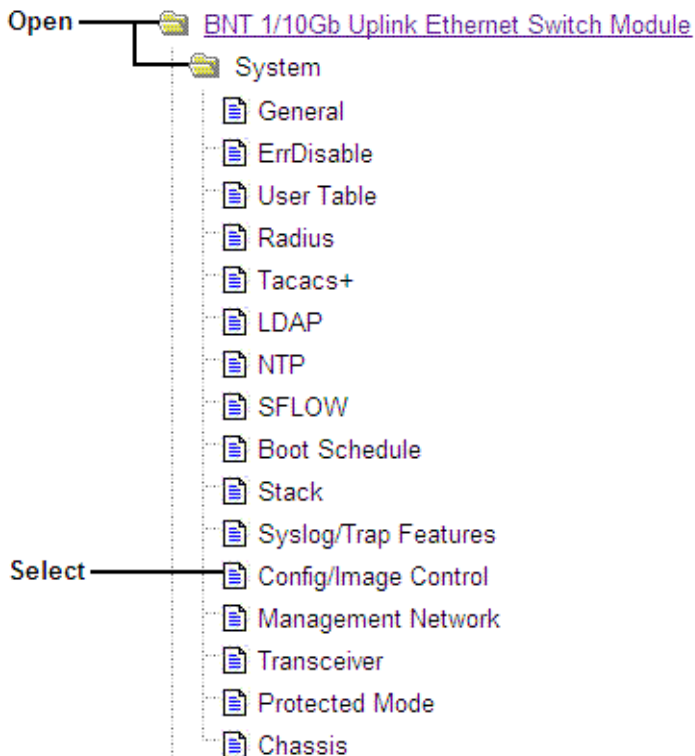 Open BNT 1/10Gb Uplink Ethernet Switch Module
System
General
ErrDisable
User Table
Radius
Tacacs+
LDAP
NTP
SFLOW
Boot Schedule
Stack
Syslog/Trap Features
Select Config/Image Control
Management Network
Transceiver
Protected Mode
Chassis